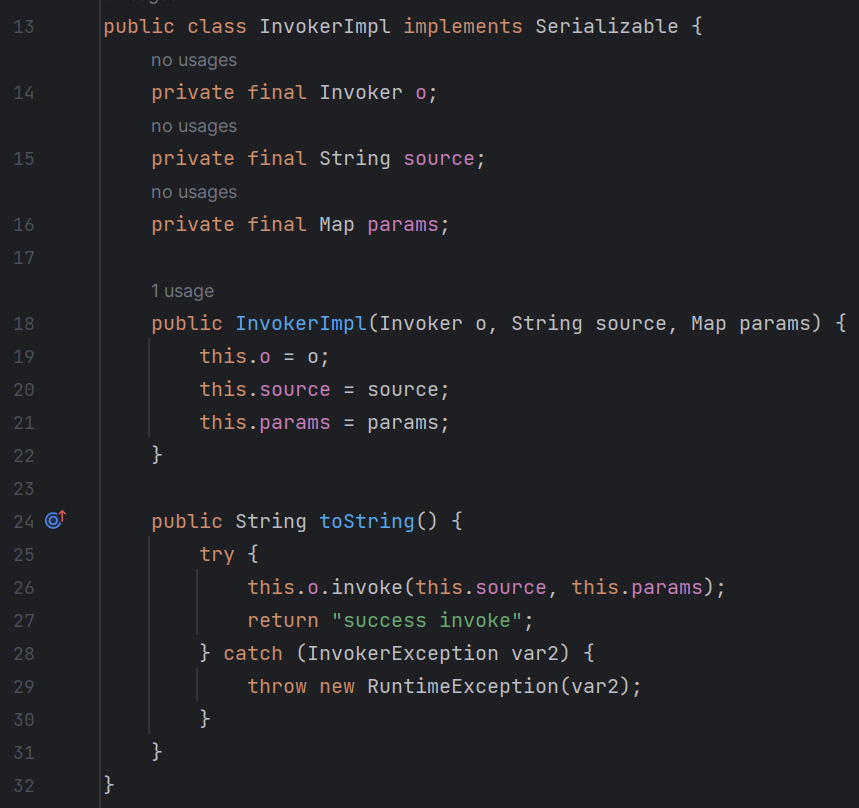 13 public class InvokerImpl implements Serializable {
no usages
14 private final Invoker o;
no usages
15 private final String source;
no usages
16 private final Map params;
17
1 usage
18 public InvokerImpl(Invoker o, String source, Map params) {
19 this.o = o;
20 this.source = source;
21 this.params = params;
22 }
23
24 public String toString() {
25 try {
26 this.o.invoke(this.source, this.params);
27 return "success invoke";
28 } catch (InvokerException var2) {
29 throw new RuntimeException(var2);
30 }
31 }
32 }